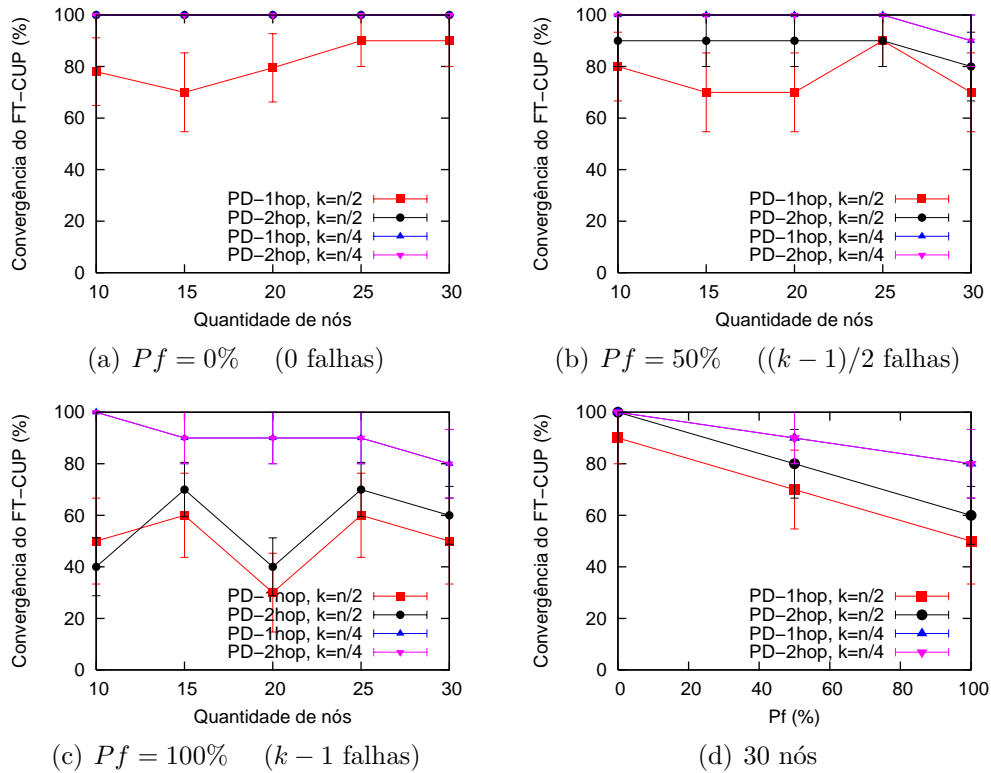 Convergência do FT−CUP (%)
100
80
60
40
20
0
10
15
20
25
30
Quantidade de nós
PD−1hop, k=n/2
PD−2hop, k=n/2
PD−1hop, k=n/4
PD−2hop, k=n/4
(a) Pf = 0% (0 falhas)
Convergência do FT−CUP (%)
100
80
60
40
20
0
10
15
20
25
30
Quantidade de nós
PD−1hop, k=n/2
PD−2hop, k=n/2
PD−1hop, k=n/4
PD−2hop, k=n/4
(b) Pf = 50% ((k − 1)/2 falhas)
Convergência do FT−CUP (%)
100
80
60
40
20
0
10
15
20
25
30
Quantidade de nós
PD−1hop, k=n/2
PD−2hop, k=n/2
PD−1hop, k=n/4
PD−2hop, k=n/4
(c) Pf = 100% (k − 1 falhas)
Convergência do FT−CUP (%)
100
80
60
40
20
0
0
20
40
60
80
100
Pf (%)
PD−1hop, k=n/2
PD−2hop, k=n/2
PD−1hop, k=n/4
PD−2hop, k=n/4
(d) 30 nós